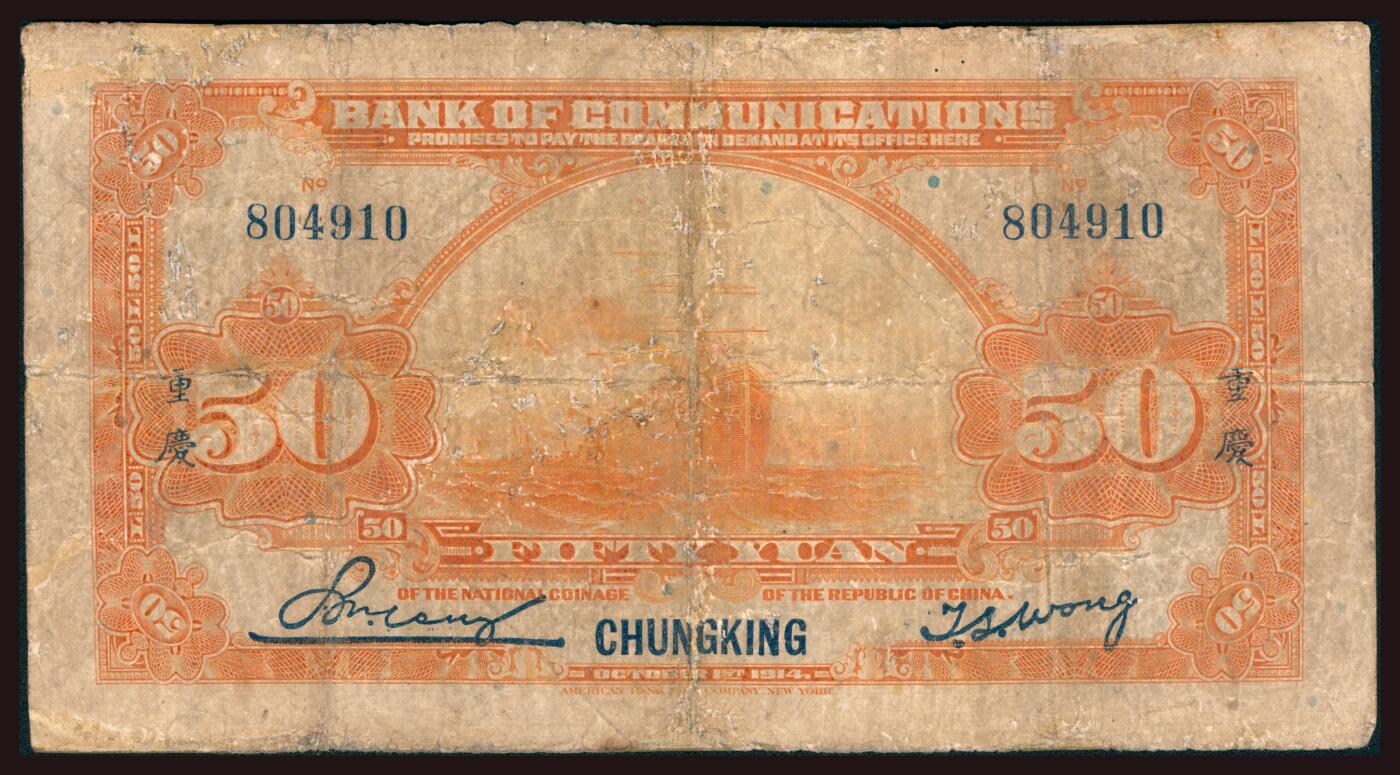 BANK OF COMMUNICATIONS
PROMISES TO PAY THE BEARER ON DEMAND AT ITS OFFICE HERE
50 50
Nº Nº
804910 804910
50 50
50 50
重慶 重慶
50 50
FIFTY YUAN
OF THE NATIONAL COINAGE OF THE REPUBLIC OF CHINA.
T.S. Wong
CHUNGKING
50 50
OCTOBER 1ST 1914.
AMERICAN BANK NOTE COMPANY, NEW YORK.